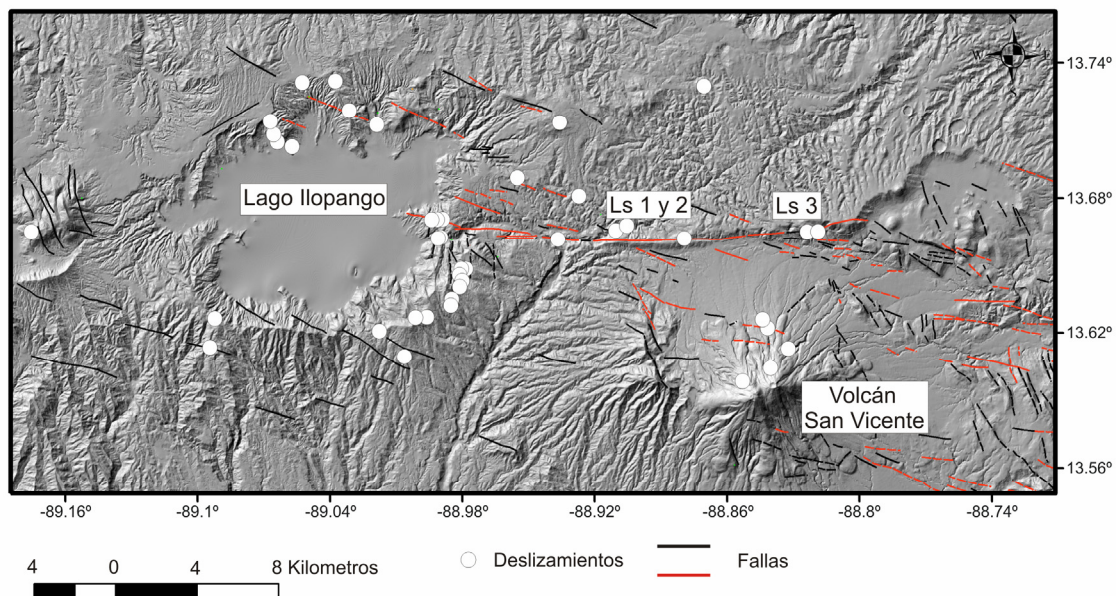 13.74º
Lago Ilopango
Ls 1 y 2
Ls 3
13.68º
13.62º
Volcán
San Vicente
13.56º
-89.16º
-89.1º
-89.04º
-88.98º
-88.92º
-88.86º
-88.8º
-88.74º
4 0 4 8 Kilometros
Deslizamientos
Fallas